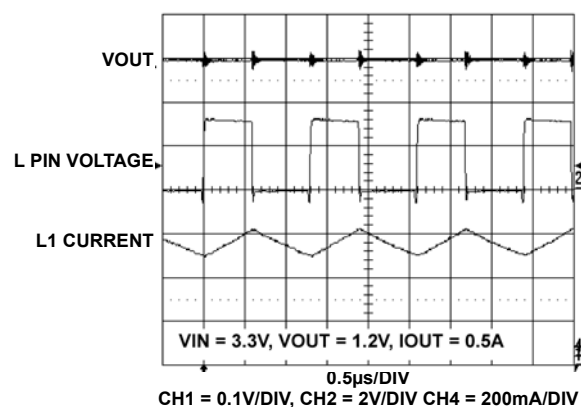 VOUT
L PIN VOLTAGE
2
L1 CURRENT
VIN = 3.3V, VOUT = 1.2V, IOUT = 0.5A
0.5µs/DIV
CH1 = 0.1V/DIV, CH2 = 2V/DIV CH4 = 200mA/DIV